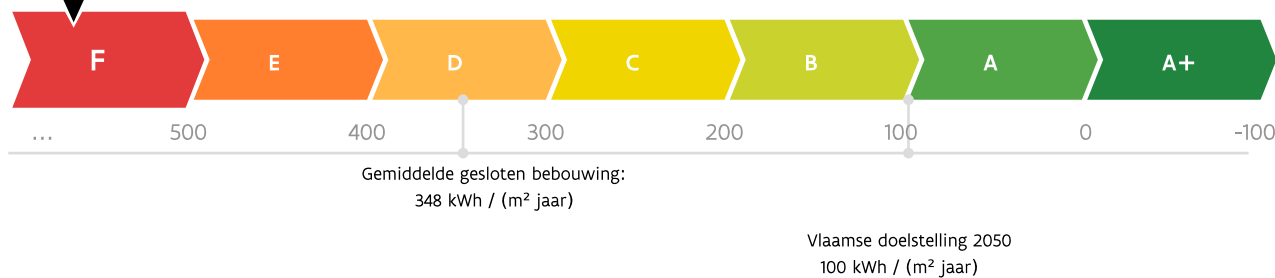 F E D C B A A+
... 500 400 300 200 100 0 -100
Gemiddelde gesloten bebouwing:
348 kWh / (m² jaar)
Vlaamse doelstelling 2050
100 kWh / (m² jaar)